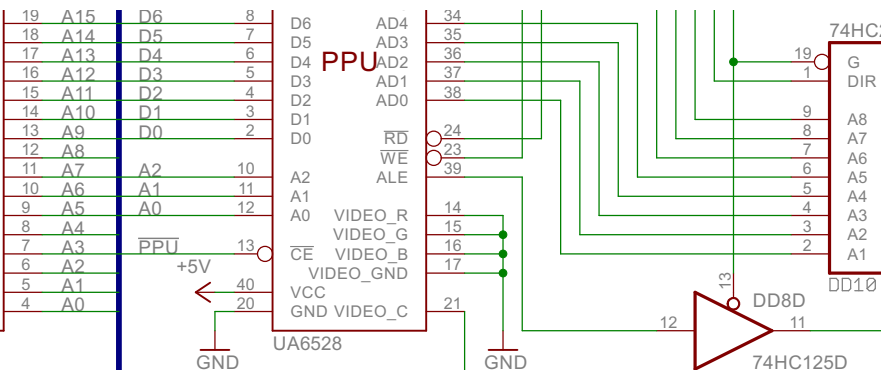 19 A15 D6 8 D6 AD4 34
18 A14 D5 7 D5 AD3 35 74HC2
17 A13 D4 6 D4 PPU AD2 36 19 G
16 A12 D3 5 D3 AD1 37 1 DIR
15 A11 D2 4 D2 AD0 38
14 A10 D1 3 D1 9 A8
13 A9 D0 2 D0 RD 24 8 A7
12 A8 WE 23 7 A6
11 A7 A2 10 A2 ALE 39 6 A5
10 A6 A1 11 A1 5 A4
9 A5 A0 12 A0 VIDEO_R 14 4 A3
8 A4 VIDEO_G 15 3 A2
7 A3 PPU 13 CE VIDEO_B 16 2 A1
6 A2 +5V VIDEO_GND 17
5 A1 40 VCC 13 DD10
4 A0 20 GND VIDEO_C 21 DD8D
12 11
UA6528
GND GND 74HC125D